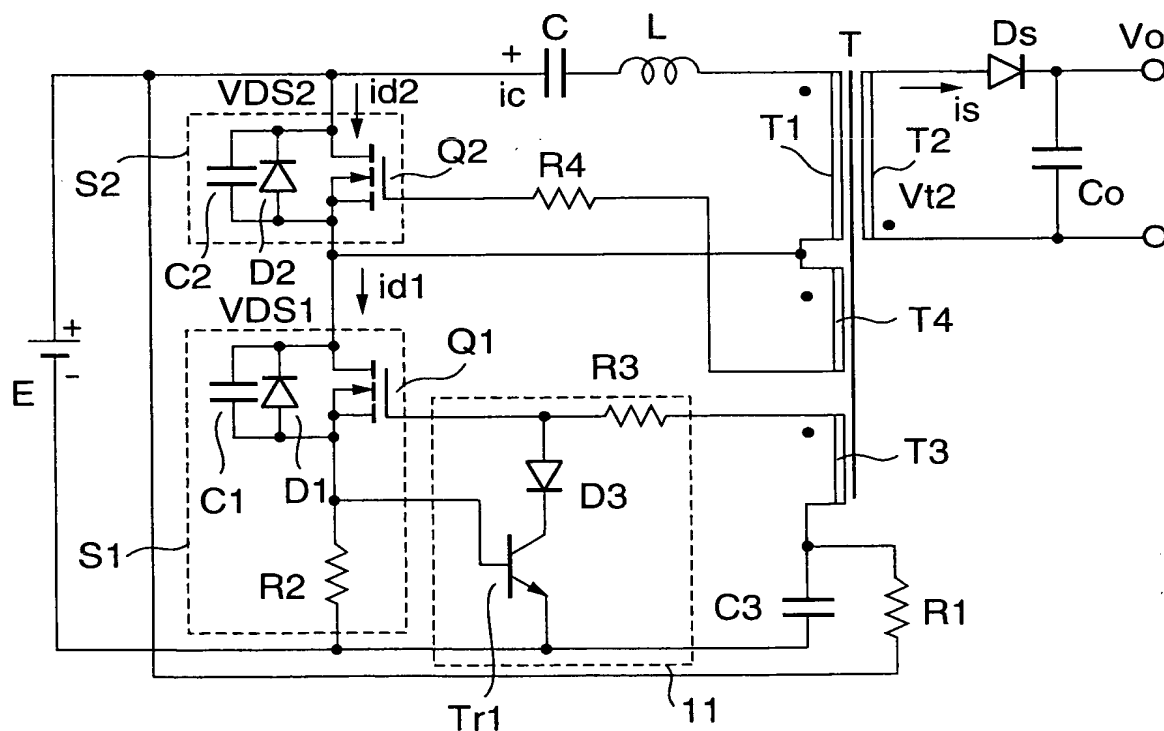 C L T Ds Vo
+
ic
VDS2 id2
is
T1 T2
S2 Q2 R4
Vt2 Co
C2 D2
id1
VDS1
T4
+
E
-
Q1 R3
T3
C1 D1 D3
S1
R2 C3 R1
Tr1 11